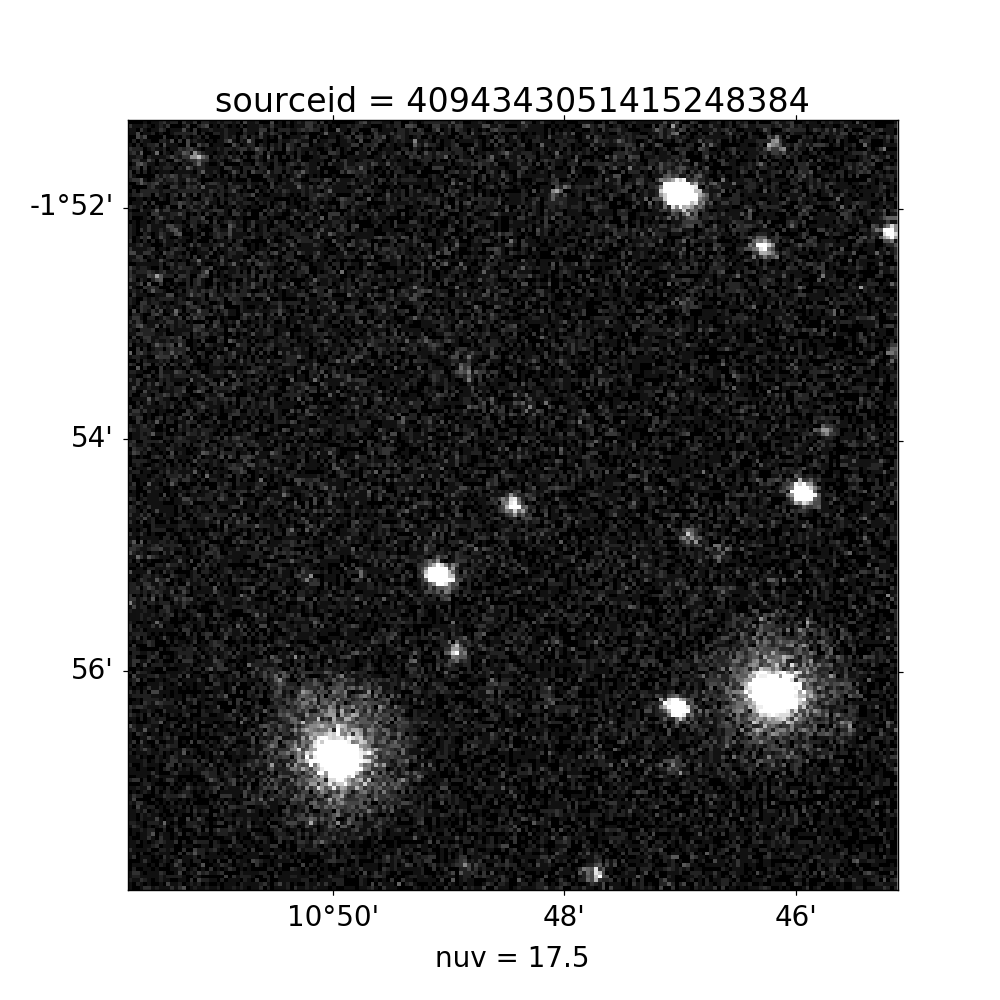 sourceid = 4094343051415248384
-1°52'
54'
56'
10°50' 48' 46'
nuv = 17.5